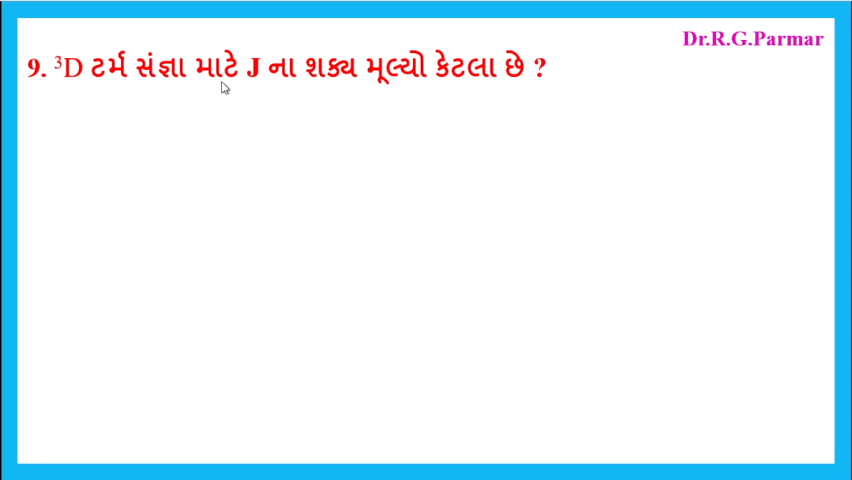 Dr.R.G.Parmar
9. ³D ટર્મ સંજ્ઞા માટે J ના શક્ય મૂલ્યો કેટલા છે ?